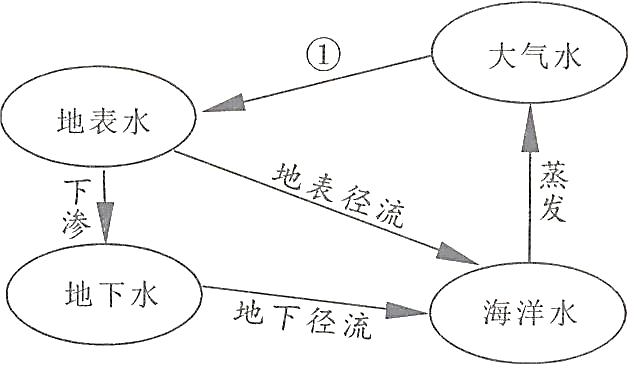 ①
大气水
地表水
下渗
地表径流
蒸发
地下水
地下径流
海洋水